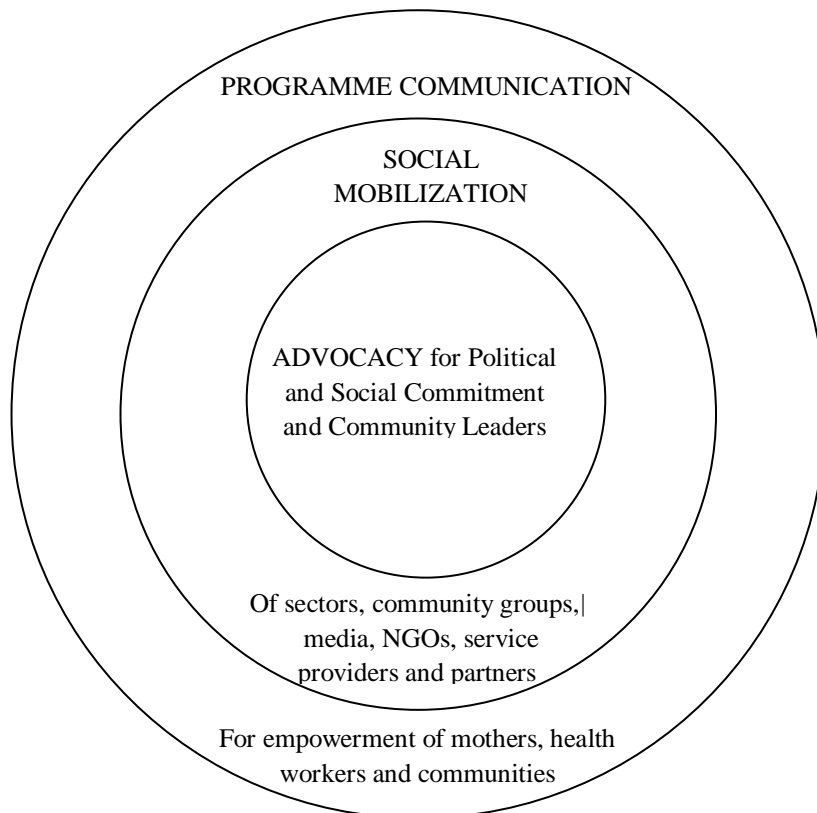 PROGRAMME COMMUNICATION
SOCIAL
MOBILIZATION
ADVOCACY for Political
and Social Commitment
and Community Leaders
Of sectors, community groups,|
media, NGOs, service
providers and partners
For empowerment of mothers, health
workers and communities